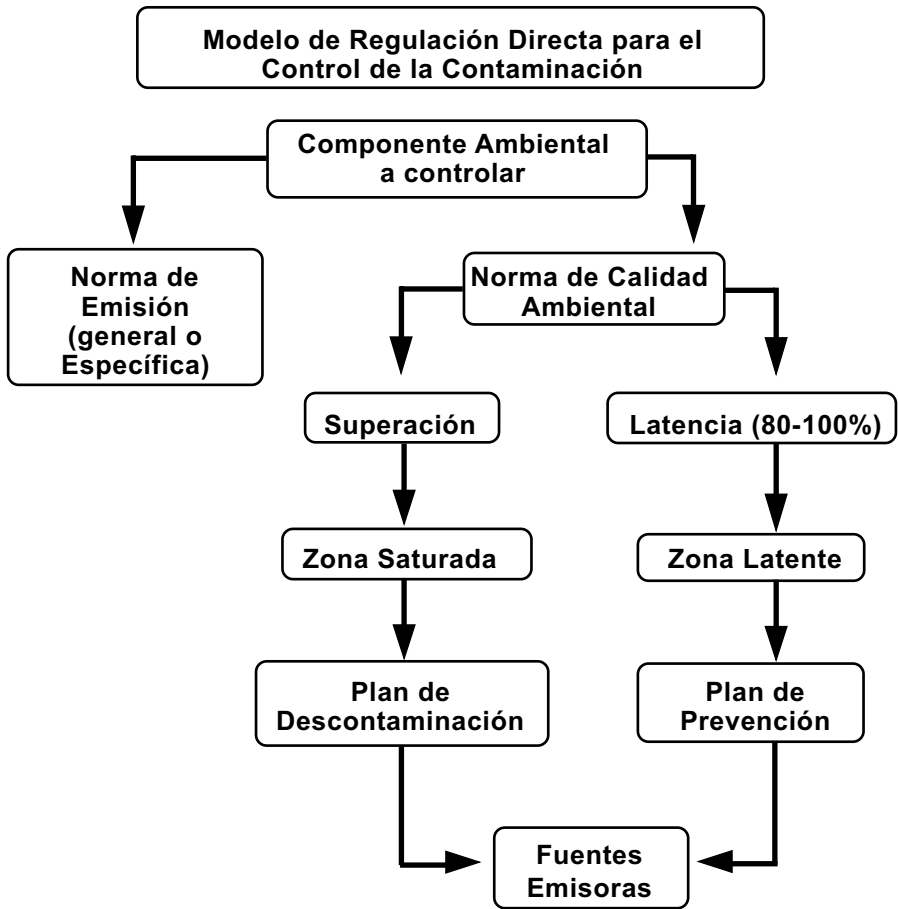 Modelo de Regulación Directa para el
Control de la Contaminación
Componente Ambiental
a controlar
Norma de
Emisión
(general o
Específica)
Norma de Calidad
Ambiental
Superación
Latencia (80-100%)
Zona Saturada
Zona Latente
Plan de
Descontaminación
Plan de
Prevención
Fuentes
Emisoras